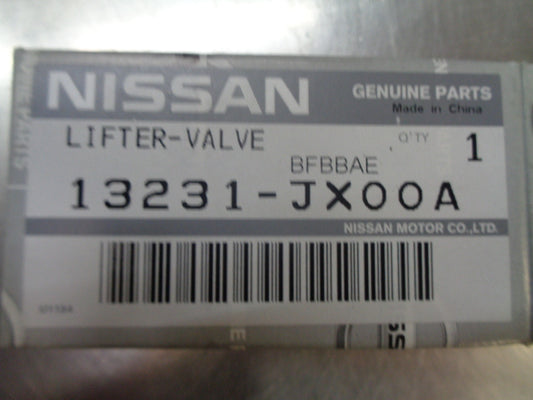 NISSAN
GENUINE PARTS
Made in China
LIFTER-VALVE
Q'TY 1
BFBBAE
13231-JX00A
NISSAN MOTOR CO.,LTD.